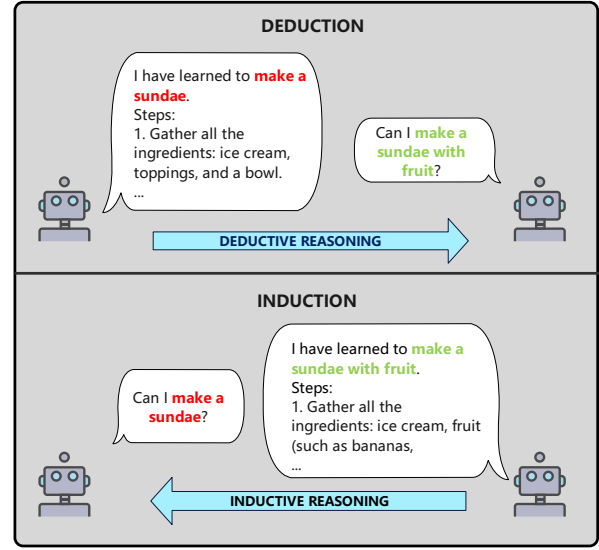 DEDUCTION
I have learned to make a
sundae.
Steps:
1. Gather all the
ingredients: ice cream,
toppings, and a bowl.
...
Can I make a
sundae with
fruit?
DEDUCTIVE REASONING
INDUCTION
I have learned to make a
sundae with fruit.
Steps:
1. Gather all the
ingredients: ice cream, fruit
(such as bananas,
...
Can I make a
sundae?
INDUCTIVE REASONING